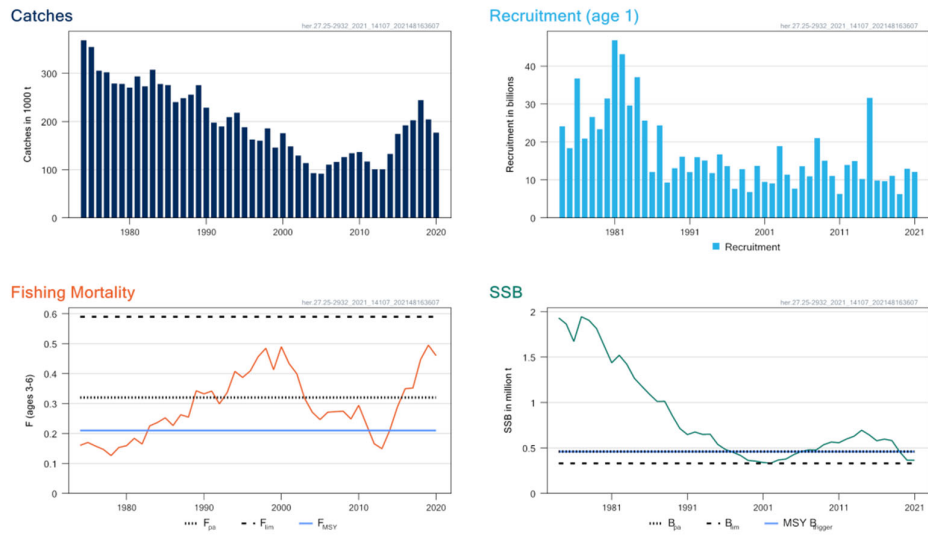 Catches
her.27.25-2932_2021_14107_202148163607
Catches in 1000 t
300
200
100
0
1980
1990
2000
2010
2020
Recruitment (age 1)
her.27.25-2932_2021_14107_202148163607
Recruitment in billions
40
30
20
10
0
1981
1991
2001
2011
2021
Recruitment
Fishing Mortality
her.27.25-2932_2021_14107_202148163607
F (ages 3-6)
0.6
0.5
0.4
0.3
0.2
0.1
0
1980
1990
2000
2010
2020
Fpa Flim FMSY
SSB
her.27.25-2932_2021_14107_202148163607
SSB in million t
2
1.5
1
0.5
0
1981
1991
2001
2011
2021
Bpa Blim MSY Btrigger